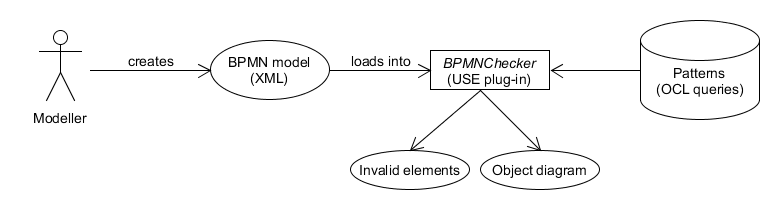 creates
BPMN model
(XML)
loads into
BPMNChecker
(USE plug-in)
Patterns
(OCL queries)
Modeller
Invalid elements
Object diagram